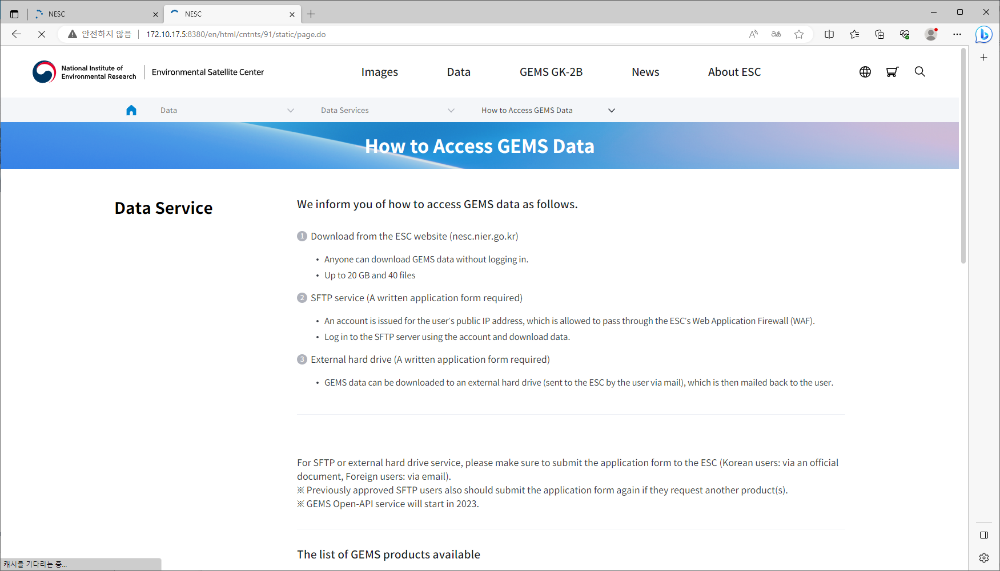 NESC
NESC
안전하지 않음
172.10.17.5:8380/en/html/cntnts/91/static/page.do
National Institute of
Environmental Research
Environmental Satellite Center
Images
Data
GEMS GK-2B
News
About ESC
Data
Data Services
How to Access GEMS Data
How to Access GEMS Data
Data Service
We inform you of how to access GEMS data as follows.
1 Download from the ESC website (nesc.nier.go.kr)
• Anyone can download GEMS data without logging in.
• Up to 20 GB and 40 files
2 SFTP service (A written application form required)
• An account is issued for the user's public IP address, which is allowed to pass through the ESC's Web Application Firewall (WAF).
• Log in to the SFTP server using the account and download data.
3 External hard drive (A written application form required)
• GEMS data can be downloaded to an external hard drive (sent to the ESC by the user via mail), which is then mailed back to the user.
For SFTP or external hard drive service, please make sure to submit the application form to the ESC (Korean users: via an official
document, Foreign users: via email).
※ Previously approved SFTP users also should submit the application form again if they request another product(s).
※ GEMS Open-API service will start in 2023.
The list of GEMS products available
캐시를 기다리는 중...